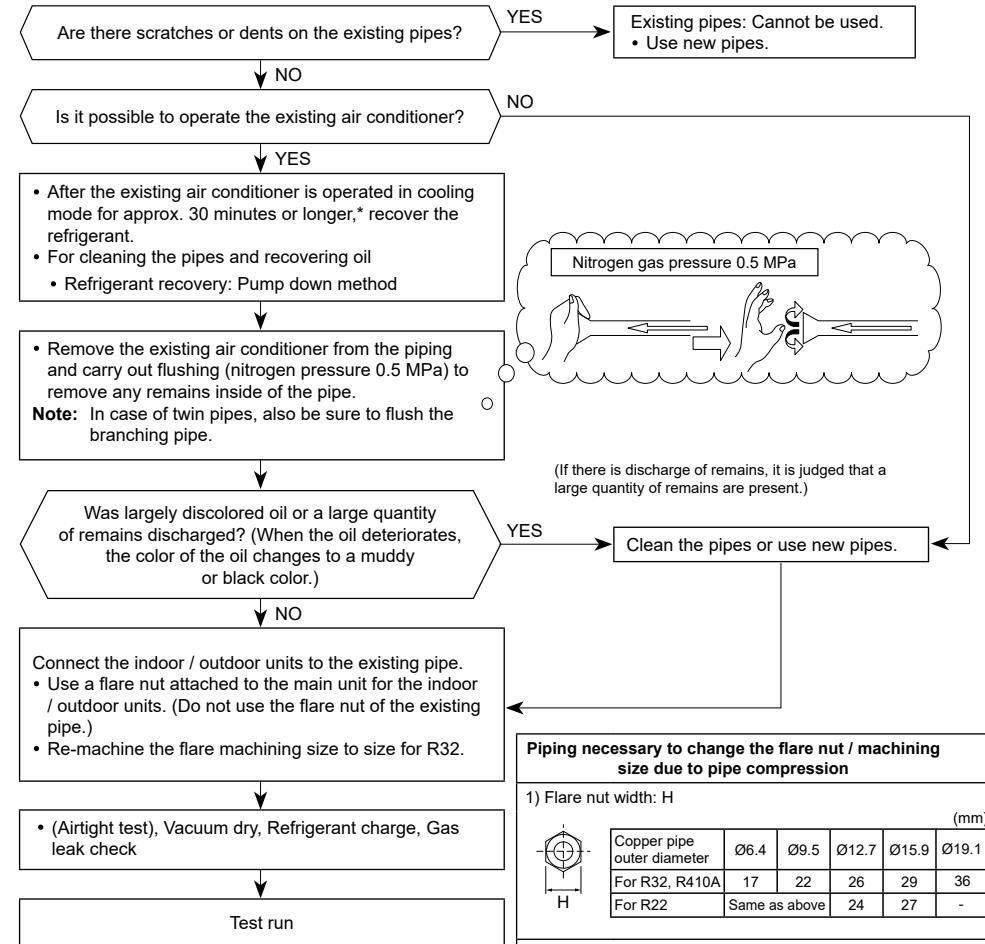 Are there scratches or dents on the existing pipes?
YES
Existing pipes: Cannot be used.
• Use new pipes.
NO
Is it possible to operate the existing air conditioner?
NO
YES
• After the existing air conditioner is operated in cooling
mode for approx. 30 minutes or longer,* recover the
refrigerant.
• For cleaning the pipes and recovering oil
• Refrigerant recovery: Pump down method
Nitrogen gas pressure 0.5 MPa
• Remove the existing air conditioner from the piping
and carry out flushing (nitrogen pressure 0.5 MPa) to
remove any remains inside of the pipe.
Note: In case of twin pipes, also be sure to flush the
branching pipe.
(If there is discharge of remains, it is judged that a
large quantity of remains are present.)
Was largely discolored oil or a large quantity
of remains discharged? (When the oil deteriorates,
the color of the oil changes to a muddy
or black color.)
YES
Clean the pipes or use new pipes.
NO
Connect the indoor / outdoor units to the existing pipe.
• Use a flare nut attached to the main unit for the indoor
/ outdoor units. (Do not use the flare nut of the existing
pipe.)
• Re-machine the flare machining size to size for R32.
• (Airtight test), Vacuum dry, Refrigerant charge, Gas
leak check
Test run
Piping necessary to change the flare nut / machining
size due to pipe compression
1) Flare nut width: H
(mm)
H
Copper pipe
outer diameter
Ø6.4 Ø9.5 Ø12.7 Ø15.9 Ø19.1
For R32, R410A 17 22 26 29 36
For R22 Same as above 24 27 -